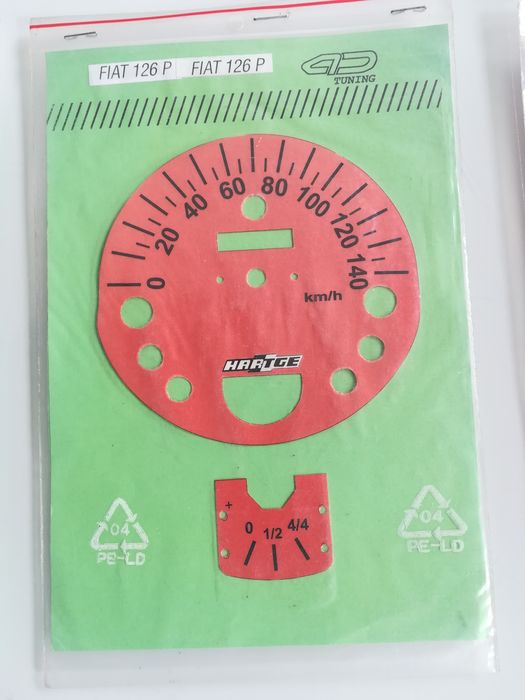 FIAT 126 P FIAT 126 P
TUNING
0 20 40 60 80 100 120 140
km/h
HARTGE
+
0 1/2 4/4
04 04
PE-LD PE-LD